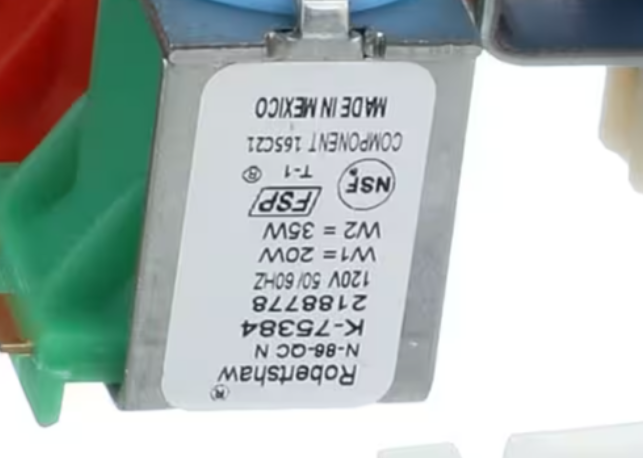 Robertshaw®
N-86-QC N
K-75384
2188778
120V 50/60HZ
W1= 20W
W2 = 35W
NSF® FSP®
T-1
COMPONENT 165C21
MADE IN MEXICO